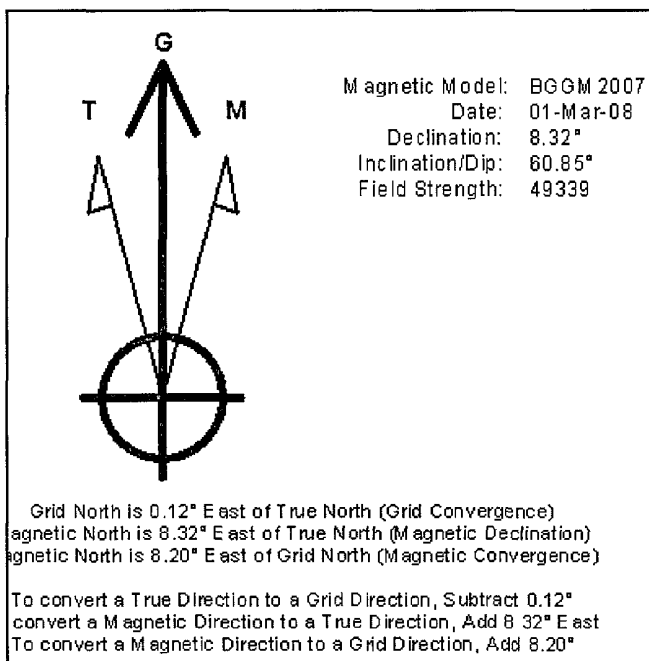 G
T M
Magnetic Model: BGGM 2007
Date: 01-Mar-08
Declination: 8.32°
Inclination/Dip: 60.85°
Field Strength: 49339
Grid North is 0.12° East of True North (Grid Convergence)
agnetic North is 8.32° East of True North (Magnetic Declination)
agnetic North is 8.20° East of Grid North (Magnetic Convergence)
To convert a True Direction to a Grid Direction, Subtract 0.12°
convert a Magnetic Direction to a True Direction, Add 8 32° East
To convert a Magnetic Direction to a Grid Direction, Add 8.20°